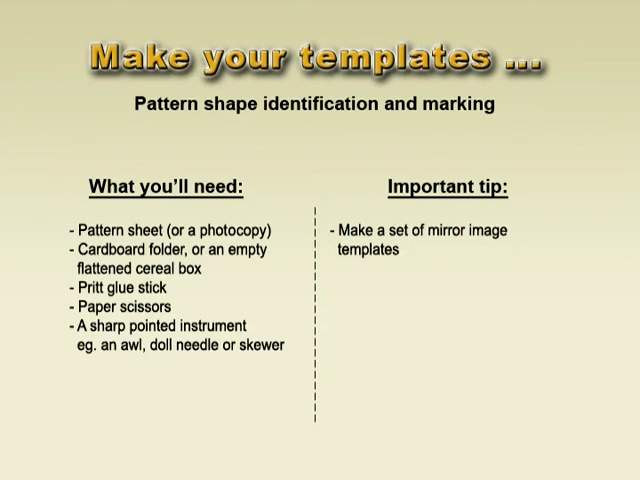 Make your templates ...
Pattern shape identification and marking
What you'll need:
- Pattern sheet (or a photocopy)
- Cardboard folder, or an empty
flattened cereal box
- Pritt glue stick
- Paper scissors
- A sharp pointed instrument
eg. an awl, doll needle or skewer
Important tip:
- Make a set of mirror image
templates